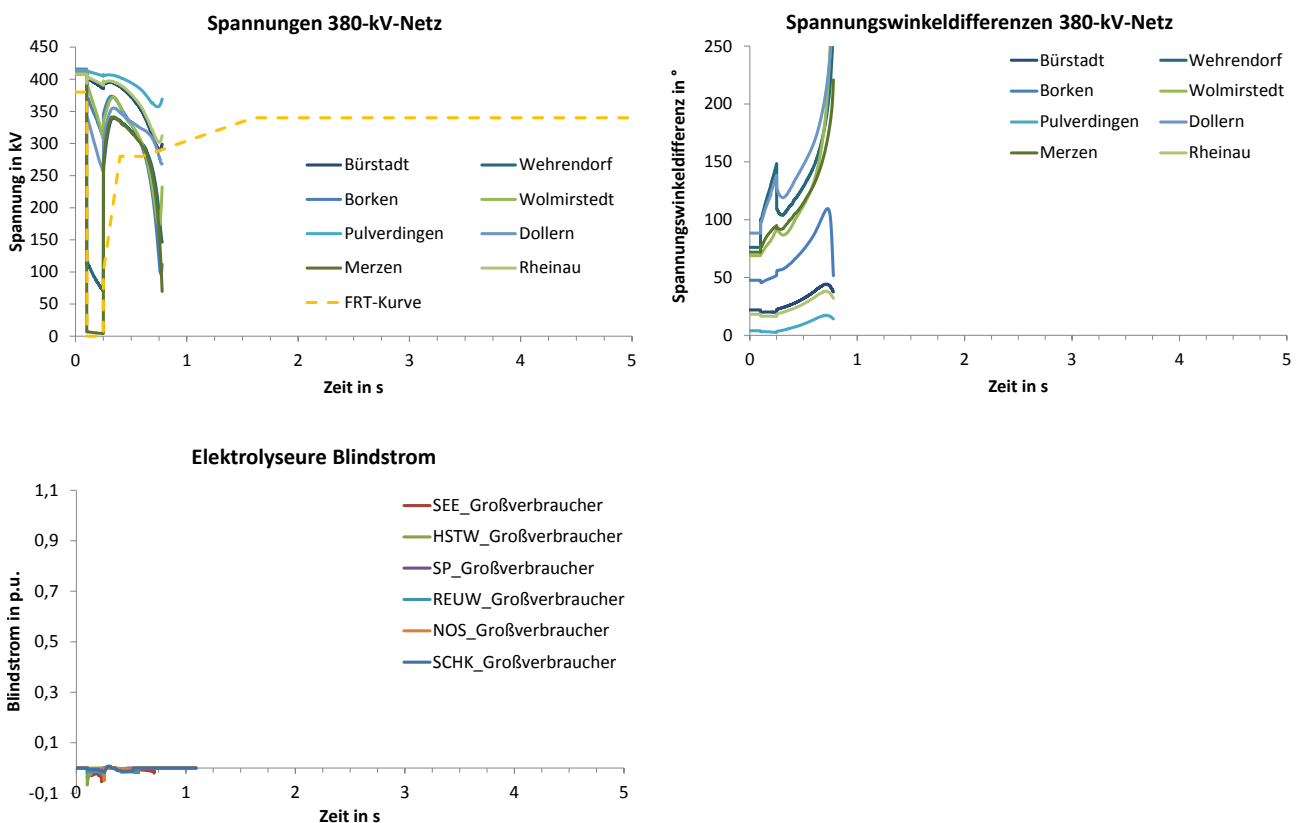 Spannungen 380-kV-Netz
450
400
350
300
250
200
150
100
50
0
Spannung in kV
0 1 2 3 4 5
Zeit in s
Bürstadt Wehrendorf
Borken Wolmirstedt
Pulverdingen Dollern
Merzen Rheinau
FRT-Kurve
Spannungswinkeldifferenzen 380-kV-Netz
250
200
150
100
50
0
Spannungswinkeldifferenz in °
0 1 2 3 4 5
Zeit in s
Bürstadt Wehrendorf
Borken Wolmirstedt
Pulverdingen Dollern
Merzen Rheinau
Elektrolyseure Blindstrom
1,1
0,9
0,7
0,5
0,3
0,1
-0,1
Blindstrom in p.u.
0 1 2 3 4 5
Zeit in s
SEE_Großverbraucher
HSTW_Großverbraucher
SP_Großverbraucher
REUW_Großverbraucher
NOS_Großverbraucher
SCHK_Großverbraucher